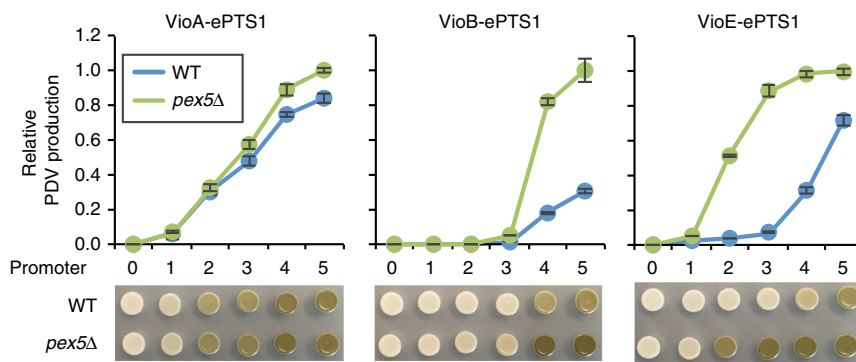 VioA-ePTS1 VioB-ePTS1 VioE-ePTS1
Relative
PDV production
1.2
1.0
0.8
0.6
0.4
0.2
0.0
WT
pex5Δ
Promoter 0 1 2 3 4 5 0 1 2 3 4 5 0 1 2 3 4 5
WT
pex5Δ